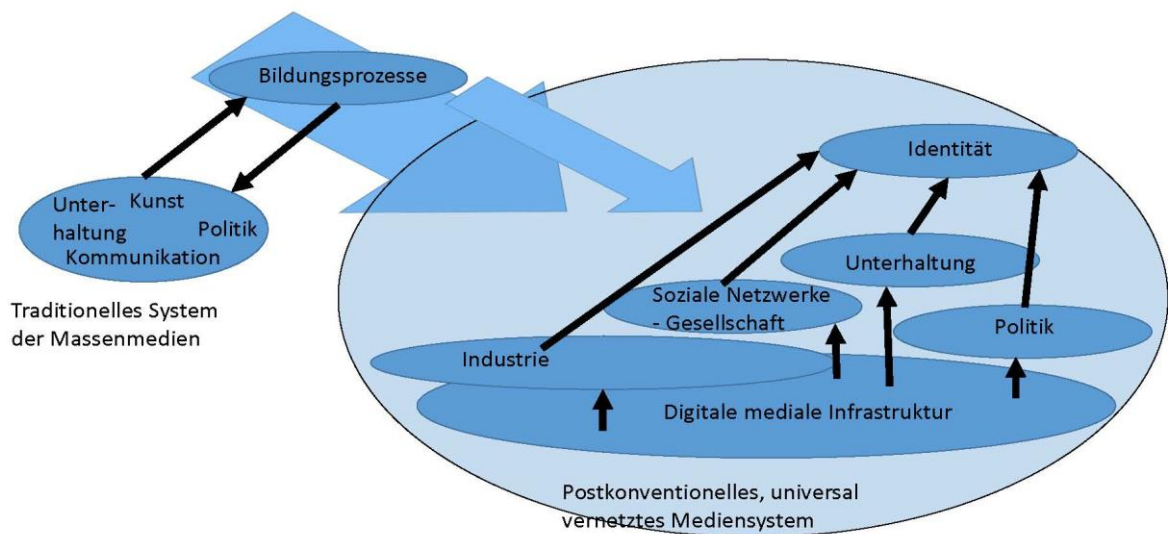 Bildungsprozesse
Unter-
haltung
Kunst
Politik
Kommunikation
Traditionelles System
der Massenmedien
Identität
Unterhaltung
Soziale Netzwerke
- Gesellschaft
Politik
Industrie
Digitale mediale Infrastruktur
Postkonventionelles, universal
vernetztes Mediensystem